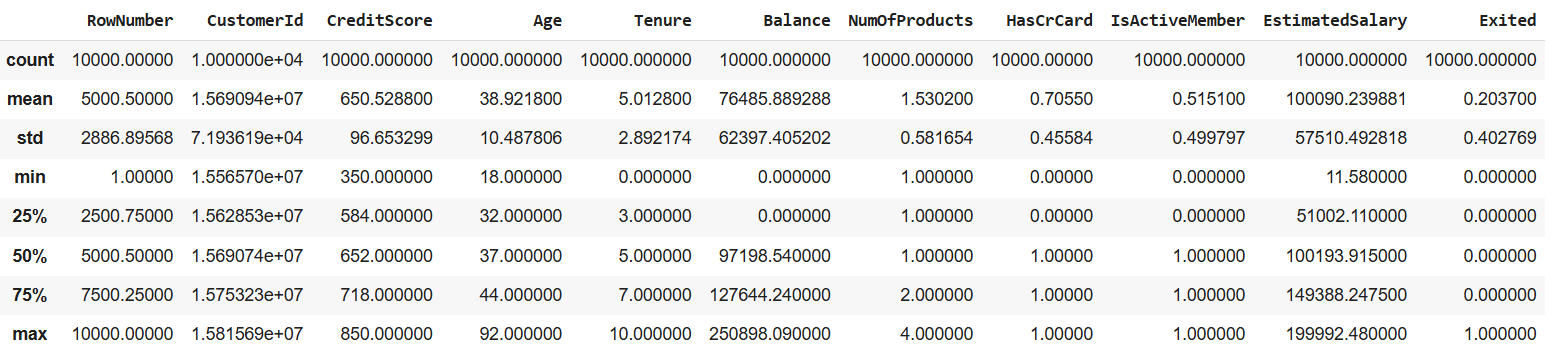 RowNumber CustomerId CreditScore Age Tenure Balance NumOfProducts HasCrCard IsActiveMember EstimatedSalary Exited
count 10000.00000 1.000000e+04 10000.000000 10000.000000 10000.000000 10000.000000 10000.000000 10000.00000 10000.000000 10000.000000 10000.000000
mean 5000.50000 1.569094e+07 650.528800 38.921800 5.012800 76485.889288 1.530200 0.70550 0.515100 100090.239881 0.203700
std 2886.89568 7.193619e+04 96.653299 10.487806 2.892174 62397.405202 0.581654 0.45584 0.499797 57510.492818 0.402769
min 1.00000 1.556570e+07 350.000000 18.000000 0.000000 0.000000 1.000000 0.00000 0.000000 11.580000 0.000000
25% 2500.75000 1.562853e+07 584.000000 32.000000 3.000000 0.000000 1.000000 0.00000 0.000000 51002.110000 0.000000
50% 5000.50000 1.569074e+07 652.000000 37.000000 5.000000 97198.540000 1.000000 1.00000 1.000000 100193.915000 0.000000
75% 7500.25000 1.575323e+07 718.000000 44.000000 7.000000 127644.240000 2.000000 1.00000 1.000000 149388.247500 0.000000
max 10000.00000 1.581569e+07 850.000000 92.000000 10.000000 250898.090000 4.000000 1.00000 1.000000 199992.480000 1.000000